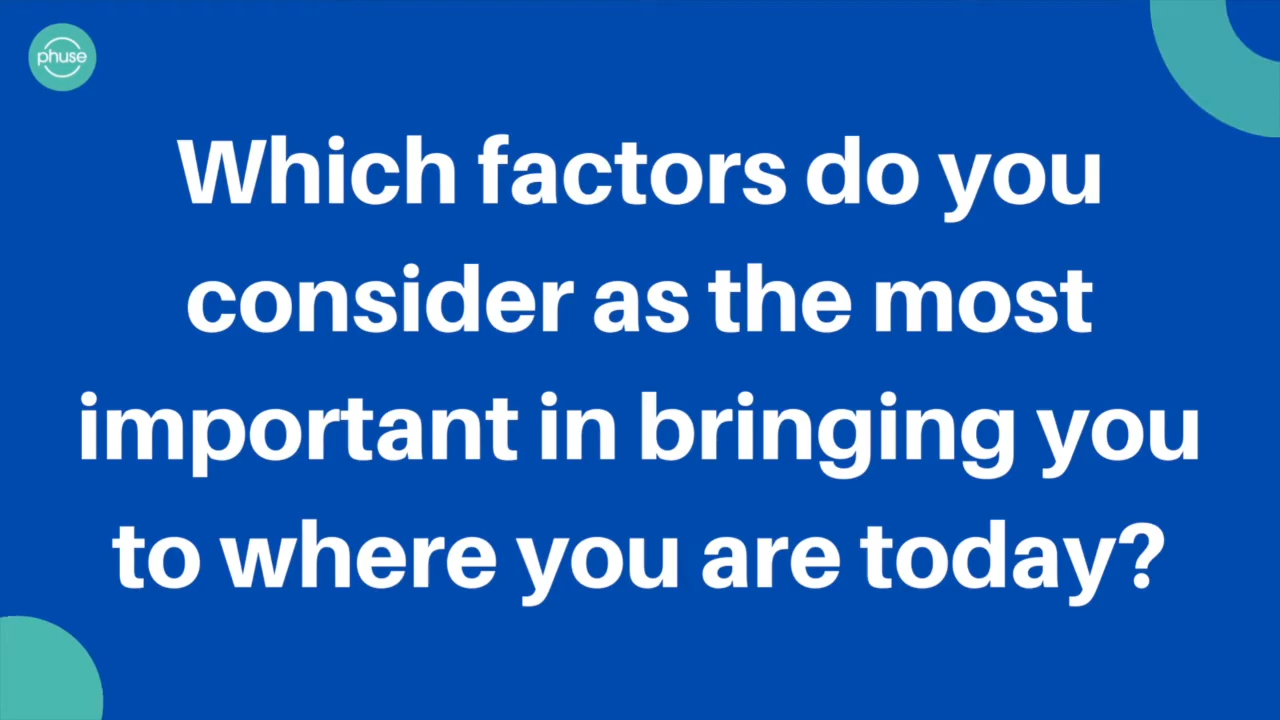 phuse
Which factors do you
consider as the most
important in bringing you
to where you are today?